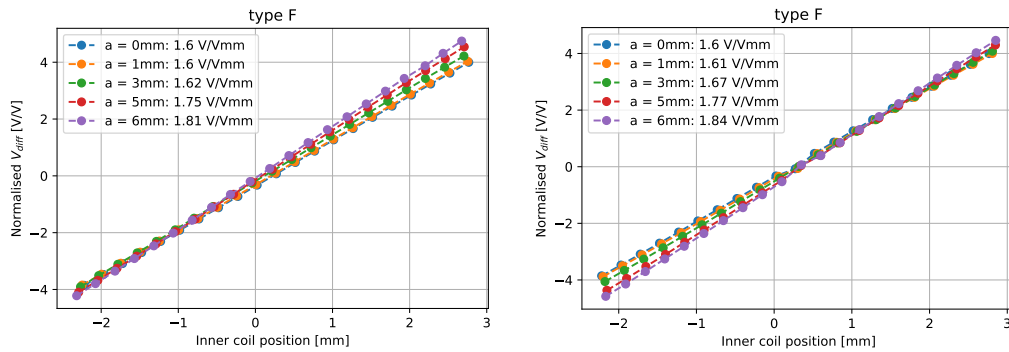 type F
Normalised V_diff [V/V]
4
2
0
−2
−4
a = 0mm: 1.6 V/Vmm
a = 1mm: 1.6 V/Vmm
a = 3mm: 1.62 V/Vmm
a = 5mm: 1.75 V/Vmm
a = 6mm: 1.81 V/Vmm
−2 −1 0 1 2 3
Inner coil position [mm]
type F
Normalised V_diff [V/V]
4
2
0
−2
−4
a = 0mm: 1.6 V/Vmm
a = 1mm: 1.61 V/Vmm
a = 3mm: 1.67 V/Vmm
a = 5mm: 1.77 V/Vmm
a = 6mm: 1.84 V/Vmm
−2 −1 0 1 2 3
Inner coil position [mm]